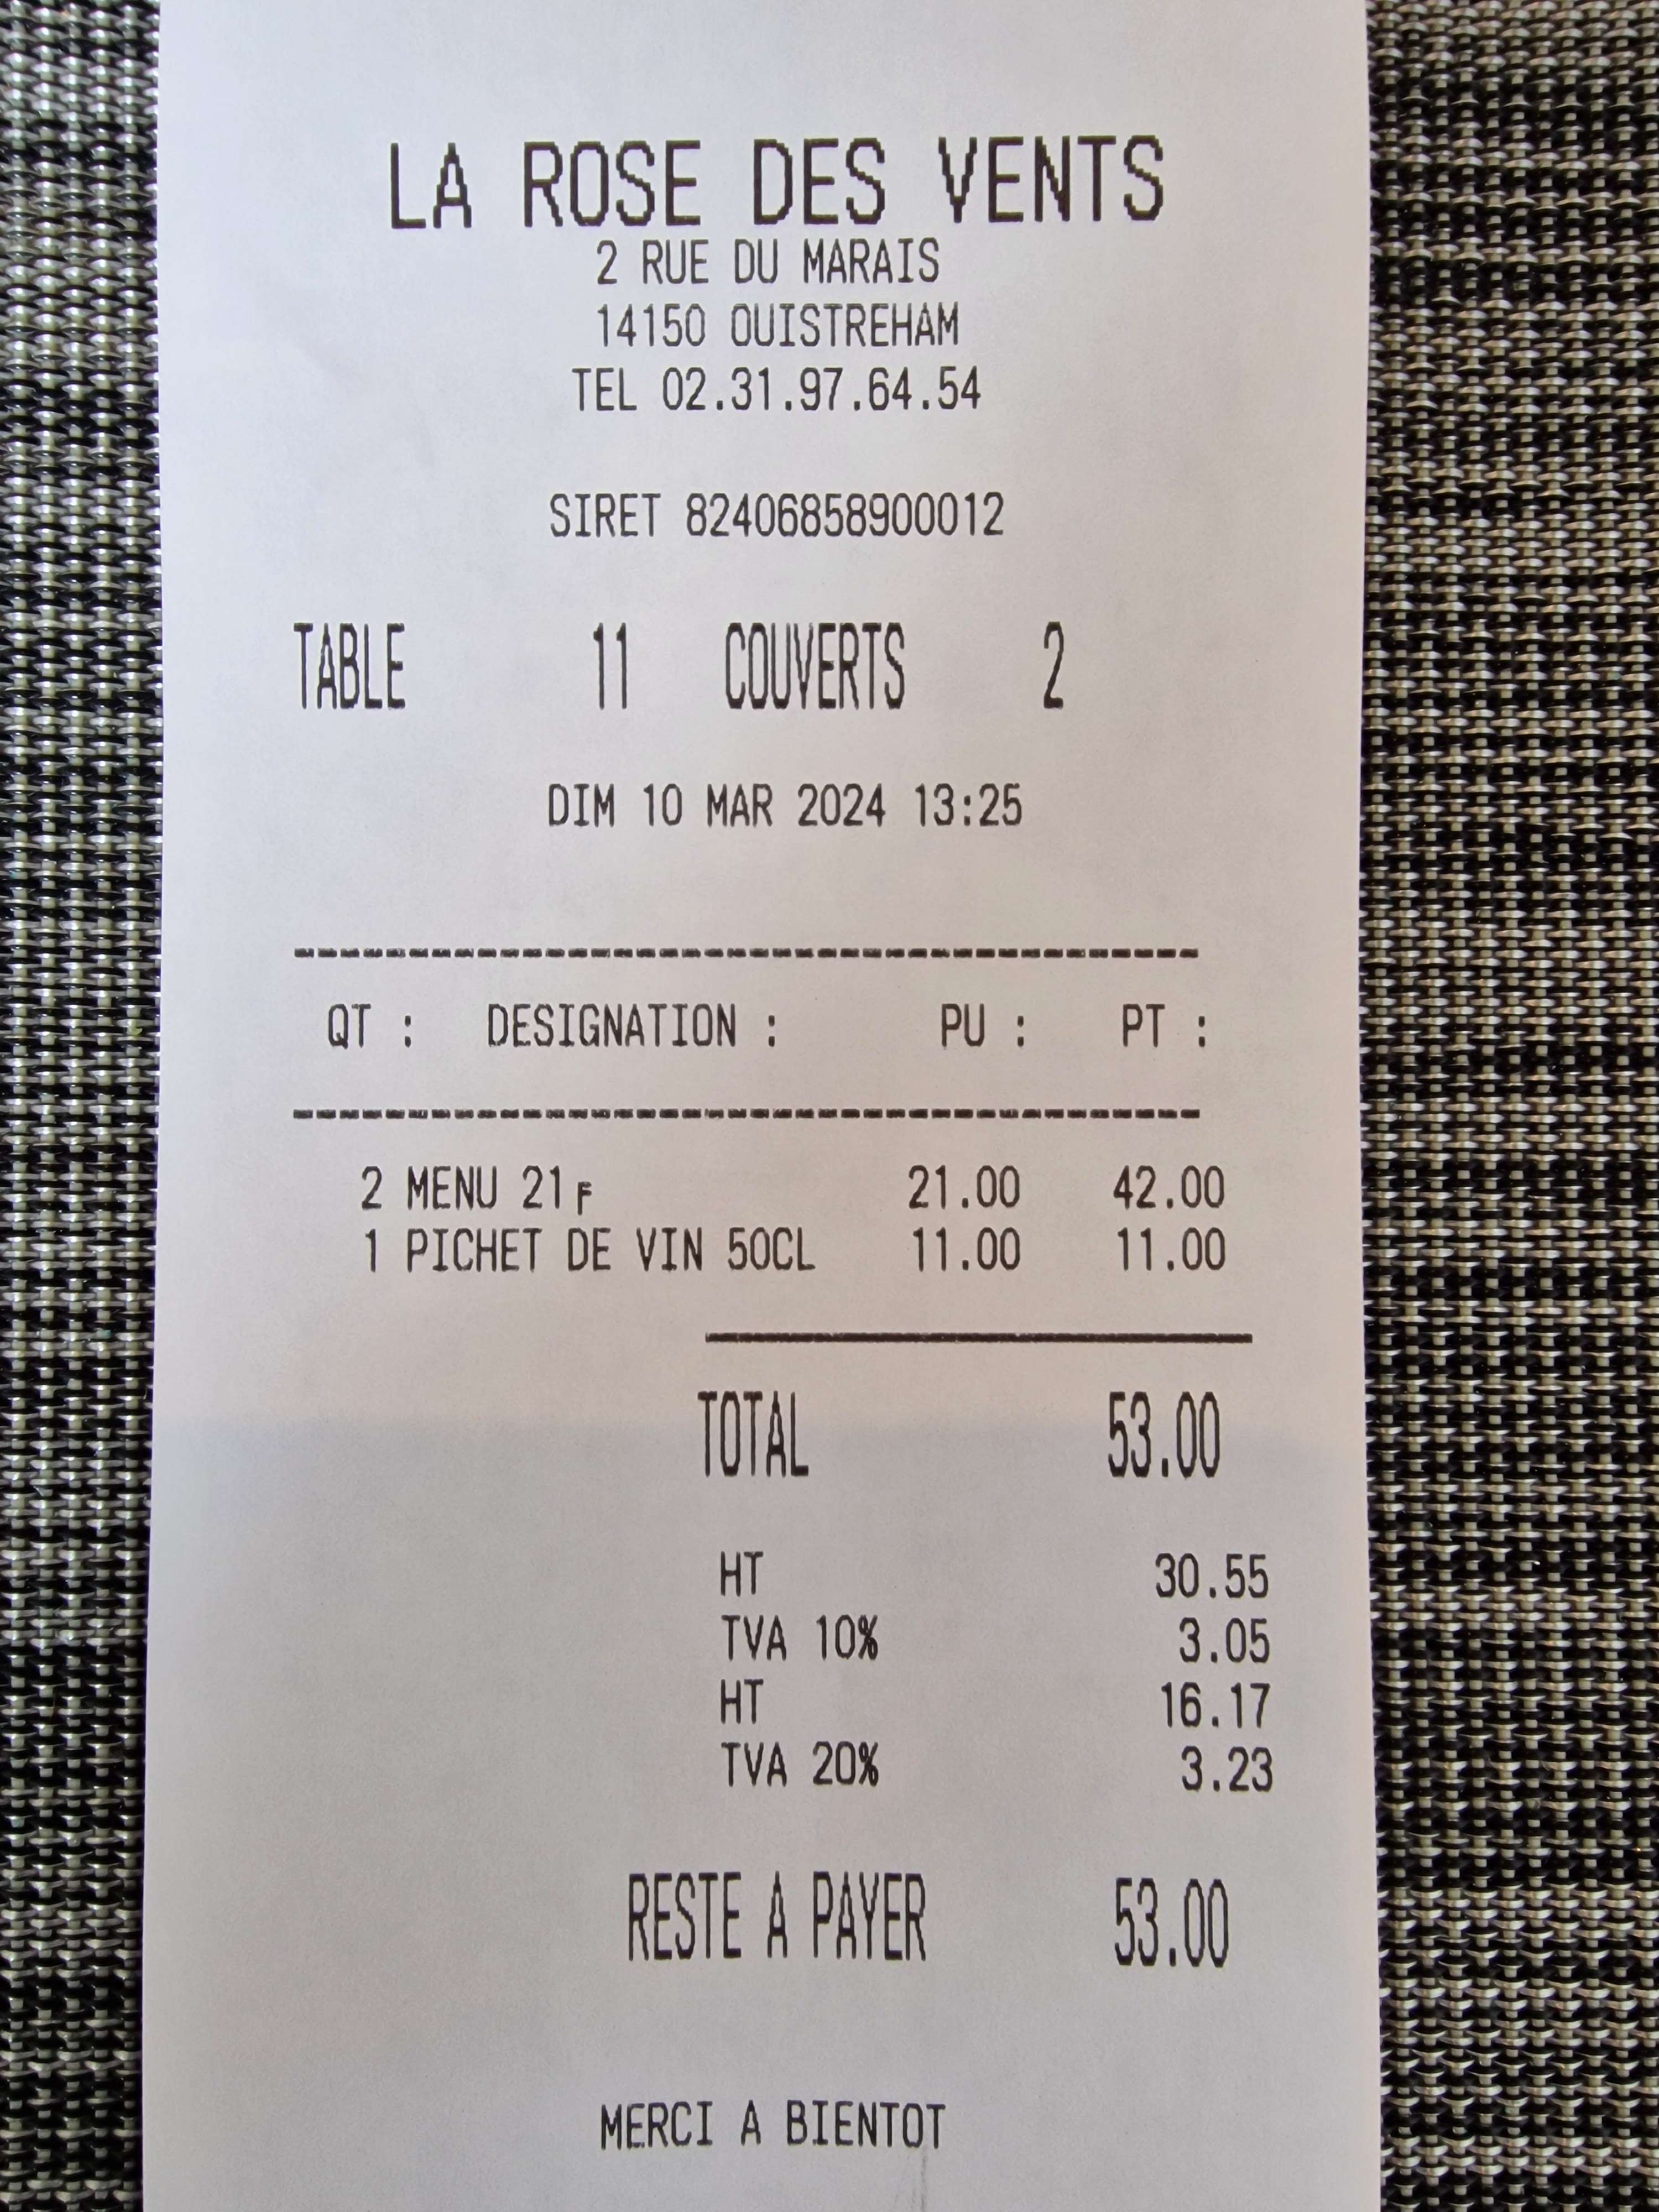 LA ROSE DES VENTS
2 RUE DU MARAIS
14150 OUISTREHAM
TEL 02.31.97.64.54
SIRET 82406858900012
TABLE 11 COUVERTS 2
DIM 10 MAR 2024 13:25
QT : DESIGNATION : PU : PT :
2 MENU 21F 21.00 42.00
1 PICHET DE VIN 50CL 11.00 11.00
TOTAL 53.00
HT 30.55
TVA 10% 3.05
HT 16.17
TVA 20% 3.23
RESTE A PAYER 53.00
MERCI A BIENTOT